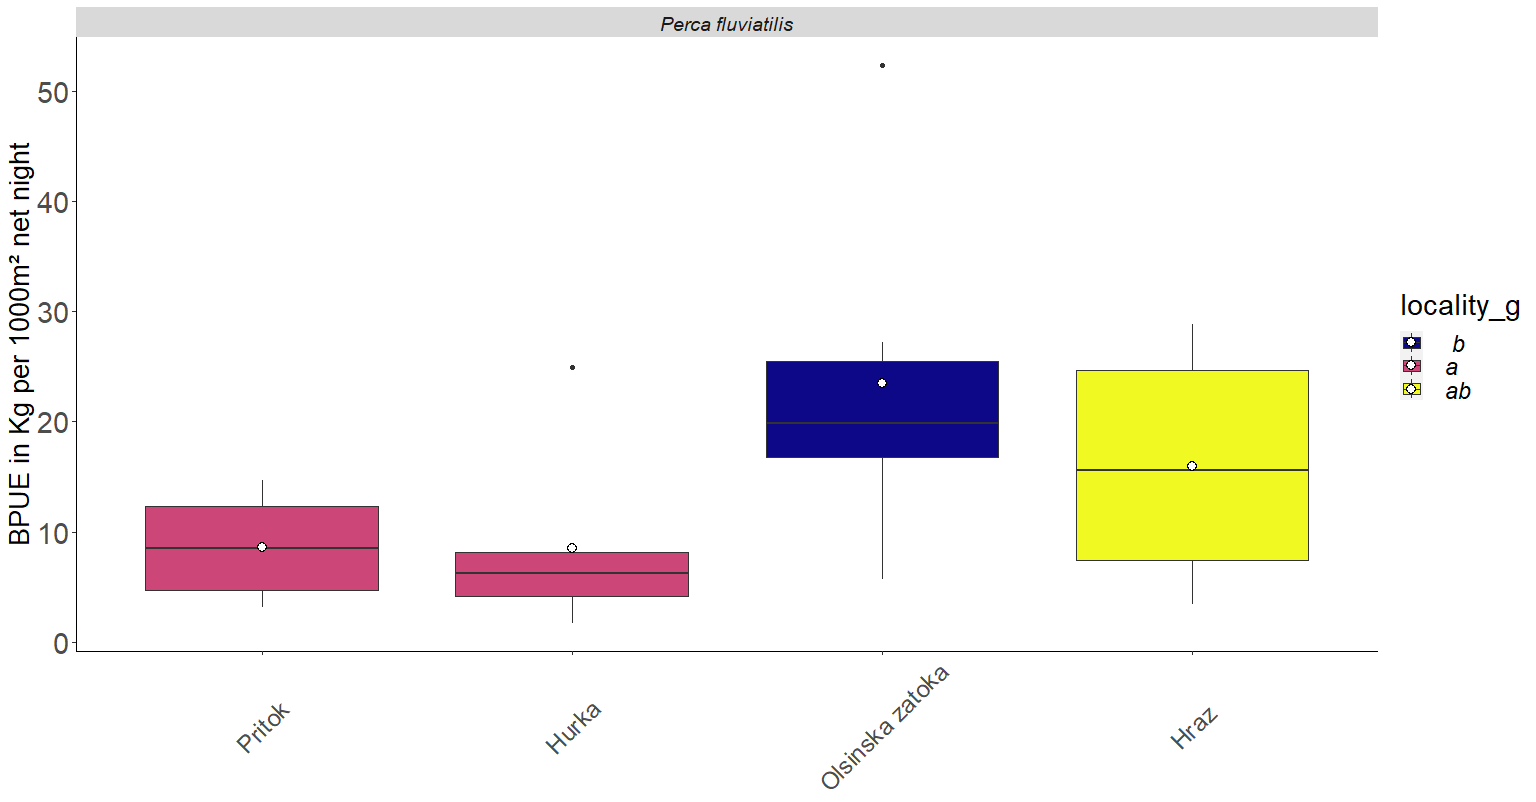 Perca fluviatilis
BPUE in Kg per 1000m² net night
50
40
30
20
10
0
Pritok
Hurka
Olsinska zatoka
Hraz
locality_g
b
a
ab